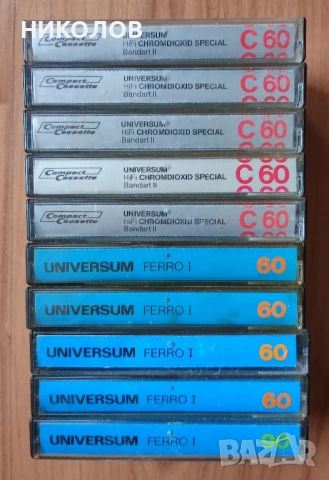 НИКОЛОВ
Compact Cassette
UNIVERSUM®
HiFi CHROMDIOXID SPECIAL
Bandart II
C 60
Compact Cassette
UNIVERSUM®
HiFi CHROMDIOXID SPECIAL
Bandart II
C 60
Compact Cassette
UNIVERSUM®
HiFi CHROMDIOXID SPECIAL
Bandart II
C 60
Compact Cassette
UNIVERSUM®
HiFi CHROMDIOXID SPECIAL
Bandart II
C 60
Compact Cassette
UNIVERSUM®
HiFi CHROMDIOXID SPECIAL
Bandart II
C 60
UNIVERSUM FERRO I 60
UNIVERSUM FERRO I 60
UNIVERSUM FERRO I 60
UNIVERSUM FERRO I 60
UNIVERSUM FERRO I 90
bazar.bg